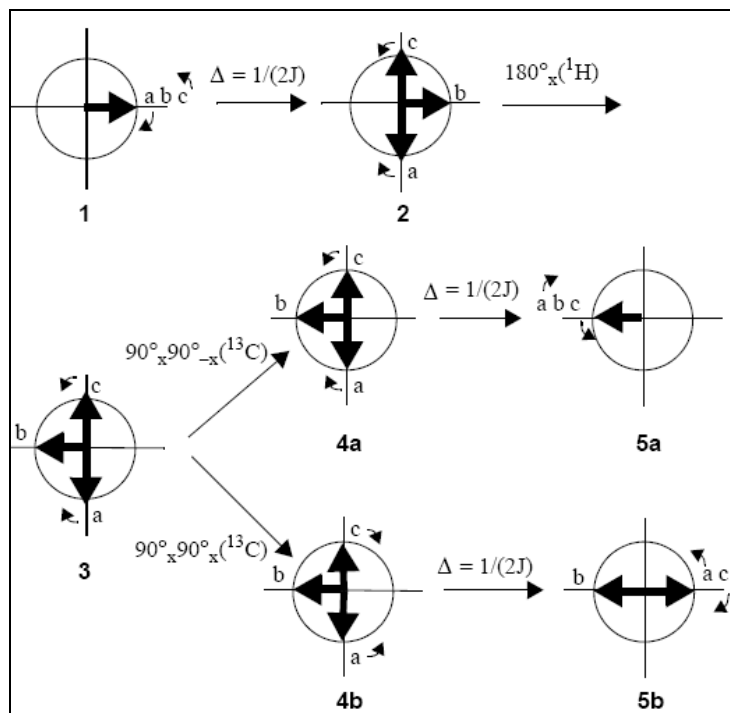 c
a b c Δ = 1/(2J) b 180°x(¹H)
a
1 2
c
b a b c
Δ = 1/(2J)
90°x90°–x(¹³C) a
c
b 4a 5a
a
90°x90°x(¹³C) c
3 b Δ = 1/(2J) b a c
a
4b 5b